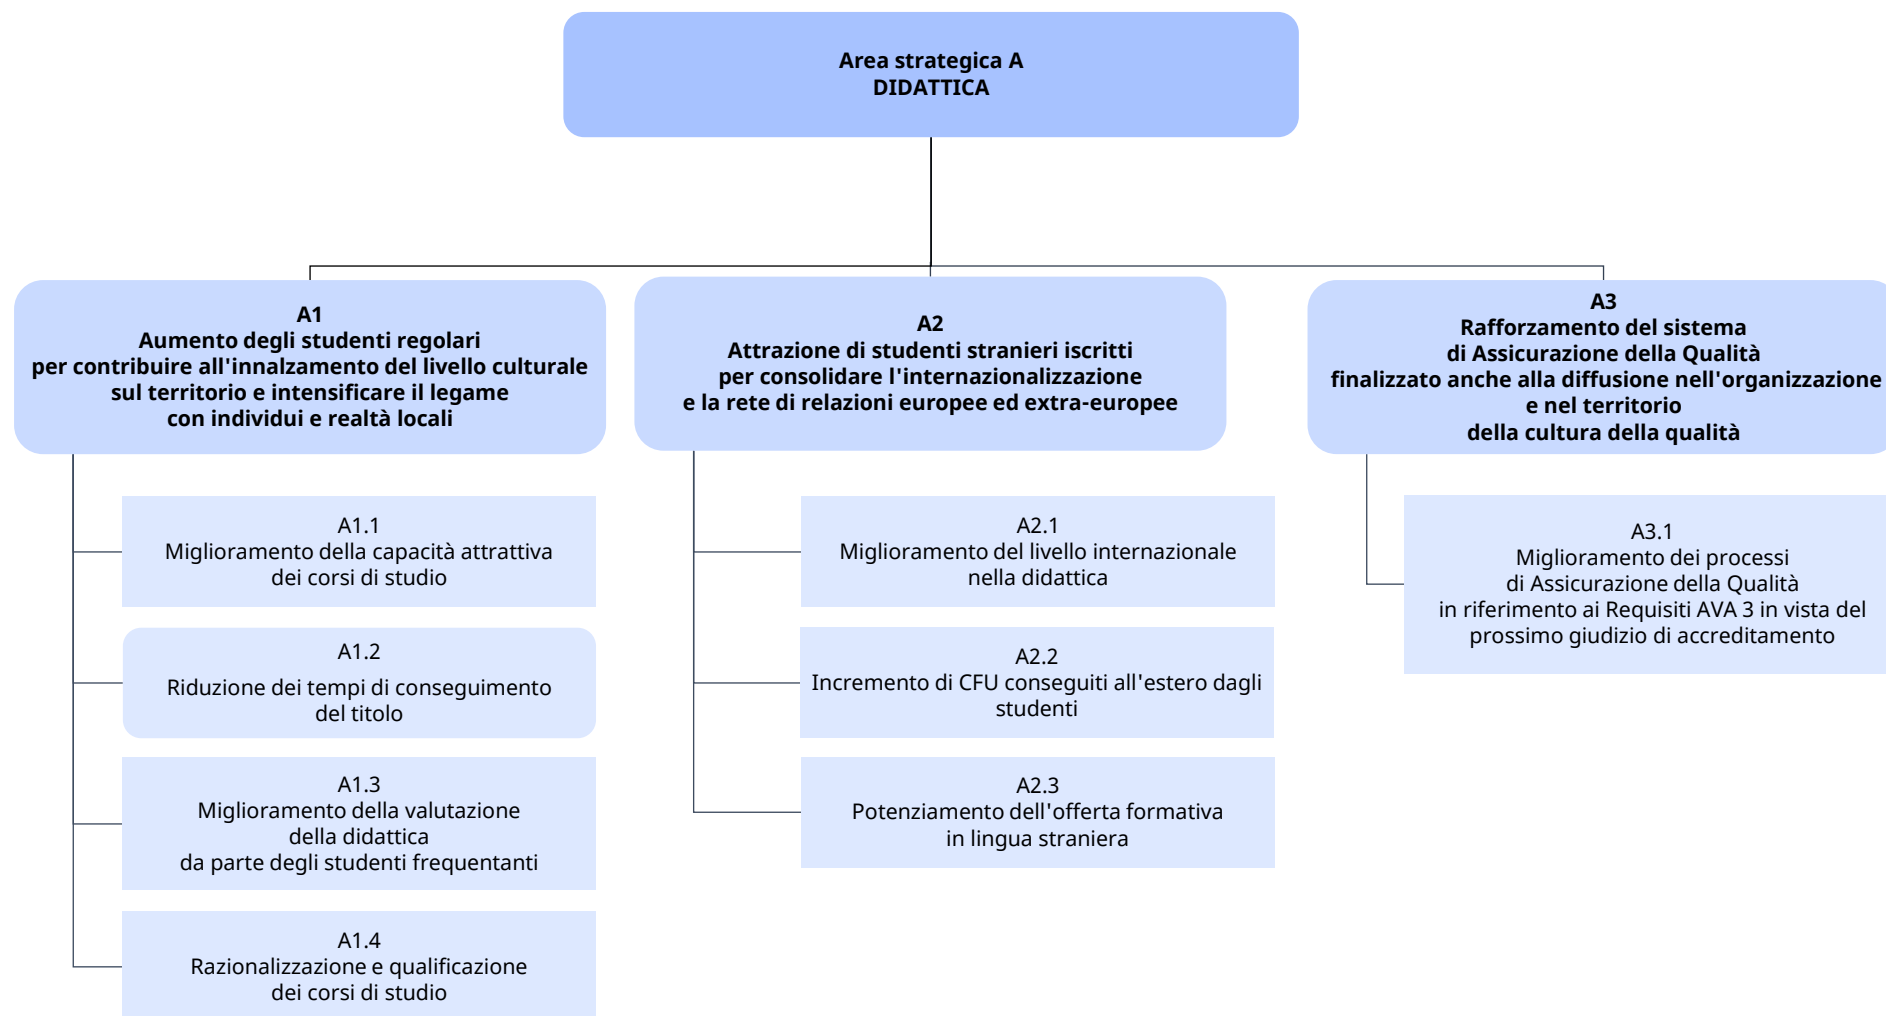 Area strategica A
DIDATTICA
A1
Aumento degli studenti regolari
per contribuire all'innalzamento del livello culturale
sul territorio e intensificare il legame
con individui e realtà locali
A1.1
Miglioramento della capacità attrattiva
dei corsi di studio
A1.2
Riduzione dei tempi di conseguimento
del titolo
A1.3
Miglioramento della valutazione
della didattica
da parte degli studenti frequentanti
A1.4
Razionalizzazione e qualificazione
dei corsi di studio
A2
Attrazione di studenti stranieri iscritti
per consolidare l'internazionalizzazione
e la rete di relazioni europee ed extra-europee
A2.1
Miglioramento del livello internazionale
nella didattica
A2.2
Incremento di CFU conseguiti all'estero dagli
studenti
A2.3
Potenziamento dell'offerta formativa
in lingua straniera
A3
Rafforzamento del sistema
di Assicurazione della Qualità
finalizzato anche alla diffusione nell'organizzazione
e nel territorio
della cultura della qualità
A3.1
Miglioramento dei processi
di Assicurazione della Qualità
in riferimento ai Requisiti AVA 3 in vista del
prossimo giudizio di accreditamento